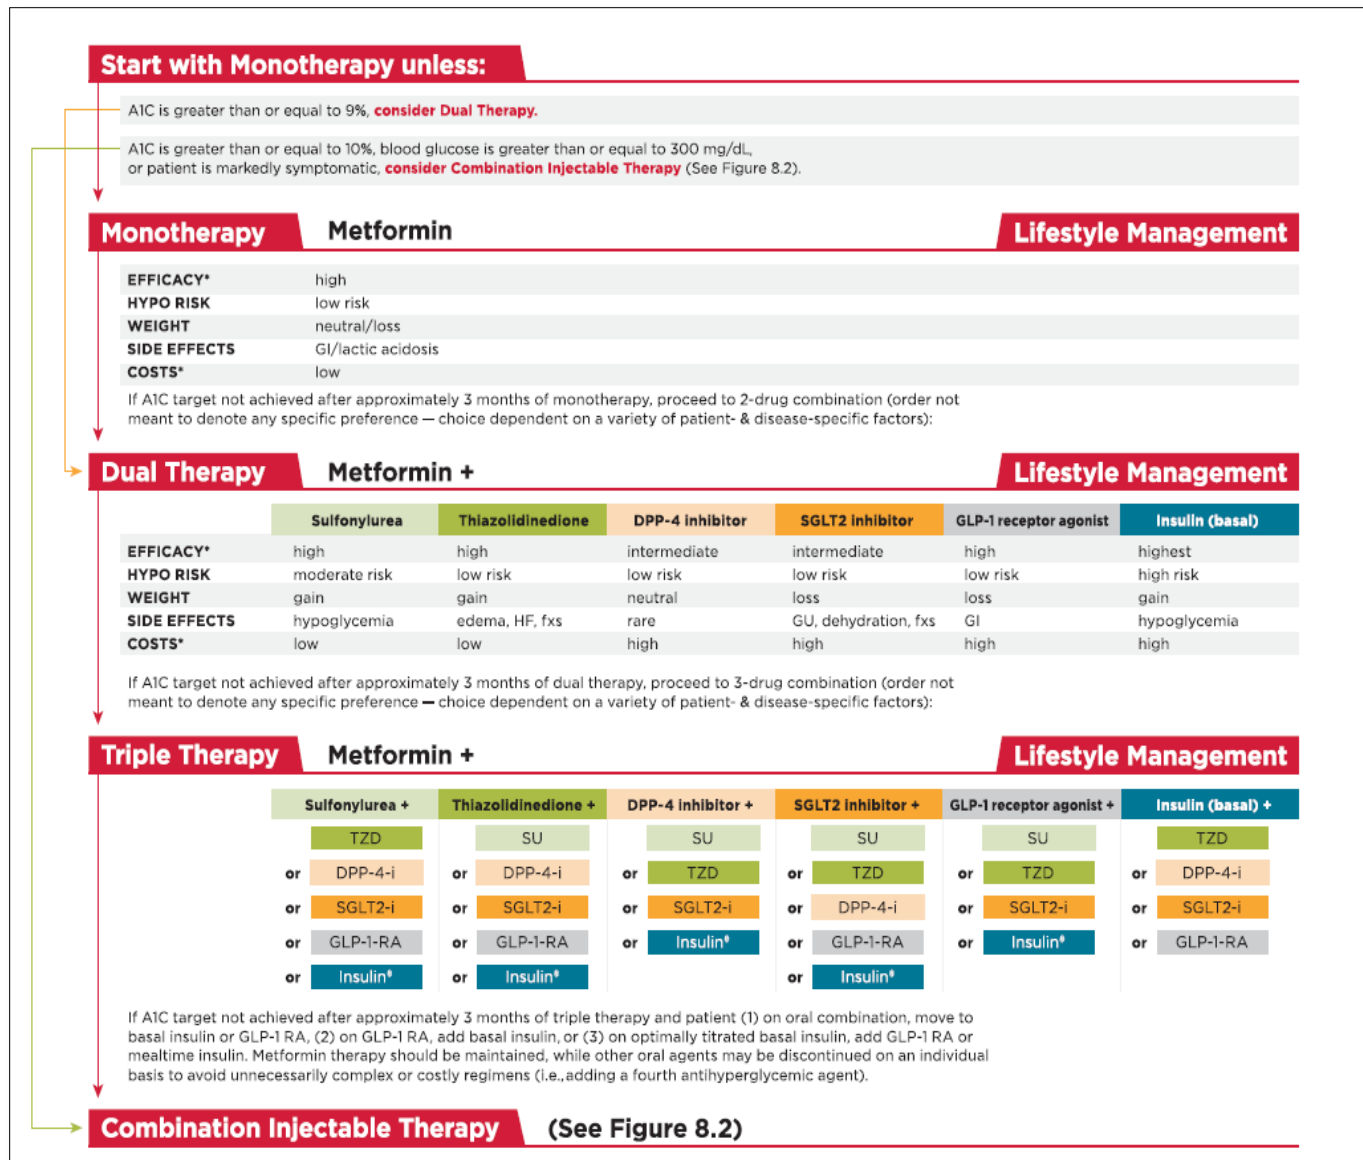 Start with Monotherapy unless:
A1C is greater than or equal to 9%, consider Dual Therapy.
A1C is greater than or equal to 10%, blood glucose is greater than or equal to 300 mg/dL,
or patient is markedly symptomatic, consider Combination Injectable Therapy (See Figure 8.2).
Monotherapy Metformin Lifestyle Management
EFFICACY* high
HYPO RISK low risk
WEIGHT neutral/loss
SIDE EFFECTS GI/lactic acidosis
COSTS* low
If A1C target not achieved after approximately 3 months of monotherapy, proceed to 2-drug combination (order not
meant to denote any specific preference — choice dependent on a variety of patient- & disease-specific factors):
Dual Therapy Metformin + Lifestyle Management
Sulfonylurea Thiazolidinedione DPP-4 inhibitor SGLT2 inhibitor GLP-1 receptor agonist Insulin (basal)
EFFICACY* high high intermediate intermediate high highest
HYPO RISK moderate risk low risk low risk low risk low risk high risk
WEIGHT gain gain neutral loss loss gain
SIDE EFFECTS hypoglycemia edema, HF, fxs rare GU, dehydration, fxs GI hypoglycemia
COSTS* low low high high high high
If A1C target not achieved after approximately 3 months of dual therapy, proceed to 3-drug combination (order not
meant to denote any specific preference — choice dependent on a variety of patient- & disease-specific factors):
Triple Therapy Metformin + Lifestyle Management
Sulfonylurea + Thiazolidinedione + DPP-4 inhibitor + SGLT2 inhibitor + GLP-1 receptor agonist + Insulin (basal) +
TZD SU SU SU SU TZD
or DPP-4-i or DPP-4-i or TZD or TZD or TZD or DPP-4-i
or SGLT2-i or SGLT2-i or SGLT2-i or DPP-4-i or SGLT2-i or SGLT2-i
or GLP-1-RA or GLP-1-RA or Insulin# or GLP-1-RA or Insulin# or GLP-1-RA
or Insulin# or Insulin# or Insulin#
If A1C target not achieved after approximately 3 months of triple therapy and patient (1) on oral combination, move to
basal insulin or GLP-1 RA, (2) on GLP-1 RA, add basal insulin, or (3) on optimally titrated basal insulin, add GLP-1 RA or
mealtime insulin. Metformin therapy should be maintained, while other oral agents may be discontinued on an individual
basis to avoid unnecessarily complex or costly regimens (i.e., adding a fourth antihyperglycemic agent).
Combination Injectable Therapy (See Figure 8.2)